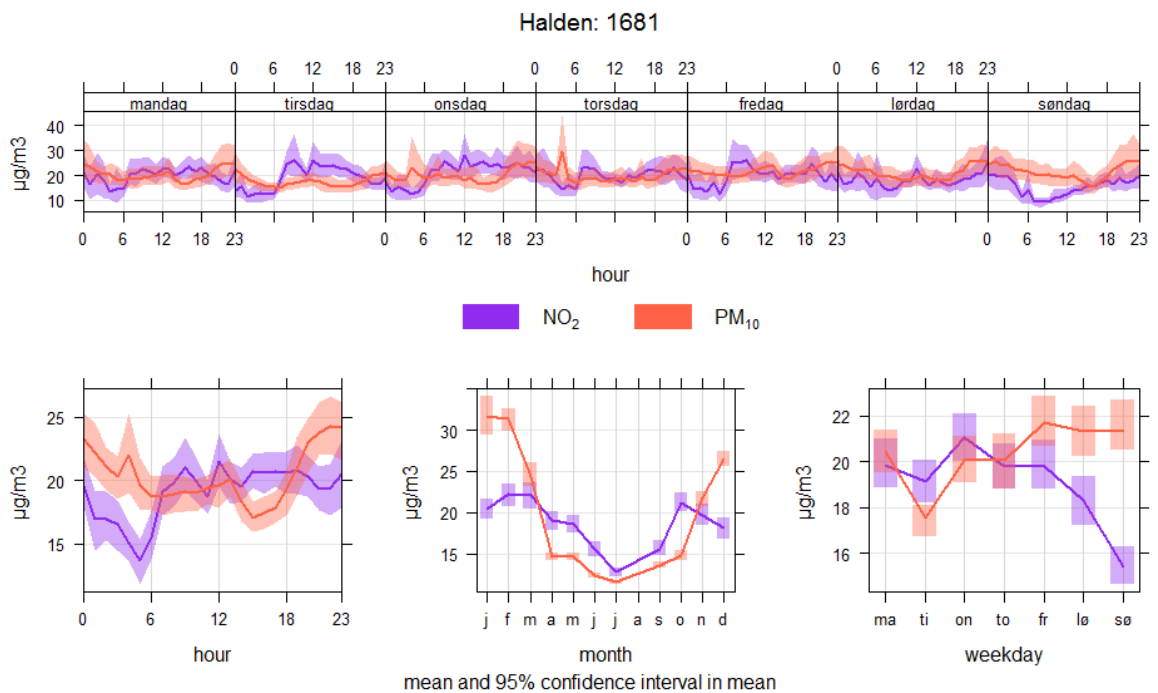 Halden: 1681
0 6 12 18 23 0 6 12 18 23 0 6 12 18 23
mandag tirsdag onsdag torsdag fredag lørdag søndag
40
30
20
10
µg/m3
0 6 12 18 23 0 6 12 18 23 0 6 12 18 23 0 6 12 18 23
hour
NO2 PM10
25
20
15
µg/m3
0 6 12 18 23
hour
30
25
20
15
µg/m3
j f m a m j j a s o n d
month
22
20
18
16
µg/m3
ma ti on to fr lø sø
weekday
mean and 95% confidence interval in mean